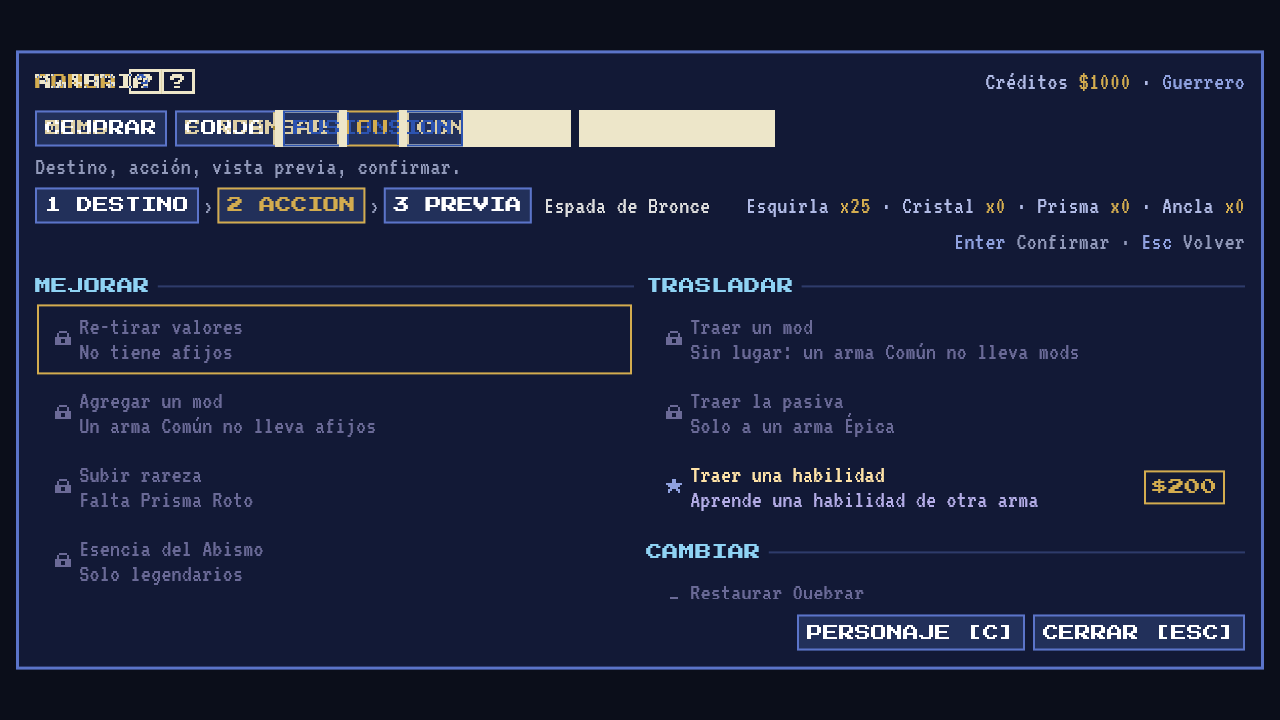 ?
Créditos $1000 · Guerrero
Destino, acción, vista previa, confirmar.
1 DESTINO › 2 ACCION › 3 PREVIA Espada de Bronce Esquirla x25 · Cristal x0 · Prisma x0 · Ancla x0
Enter Confirmar · Esc Volver
MEJORAR
Re-tirar valores
No tiene afijos
Agregar un mod
Un arma Común no lleva afijos
Subir rareza
Falta Prisma Roto
Esencia del Abismo
Solo legendarios
TRASLADAR
Traer un mod
Sin lugar: un arma Común no lleva mods
Traer la pasiva
Solo a un arma Épica
Traer una habilidad
Aprende una habilidad de otra arma
$200
CAMBIAR
Restaurar Quebrar
PERSONAJE [C] CERRAR [ESC]